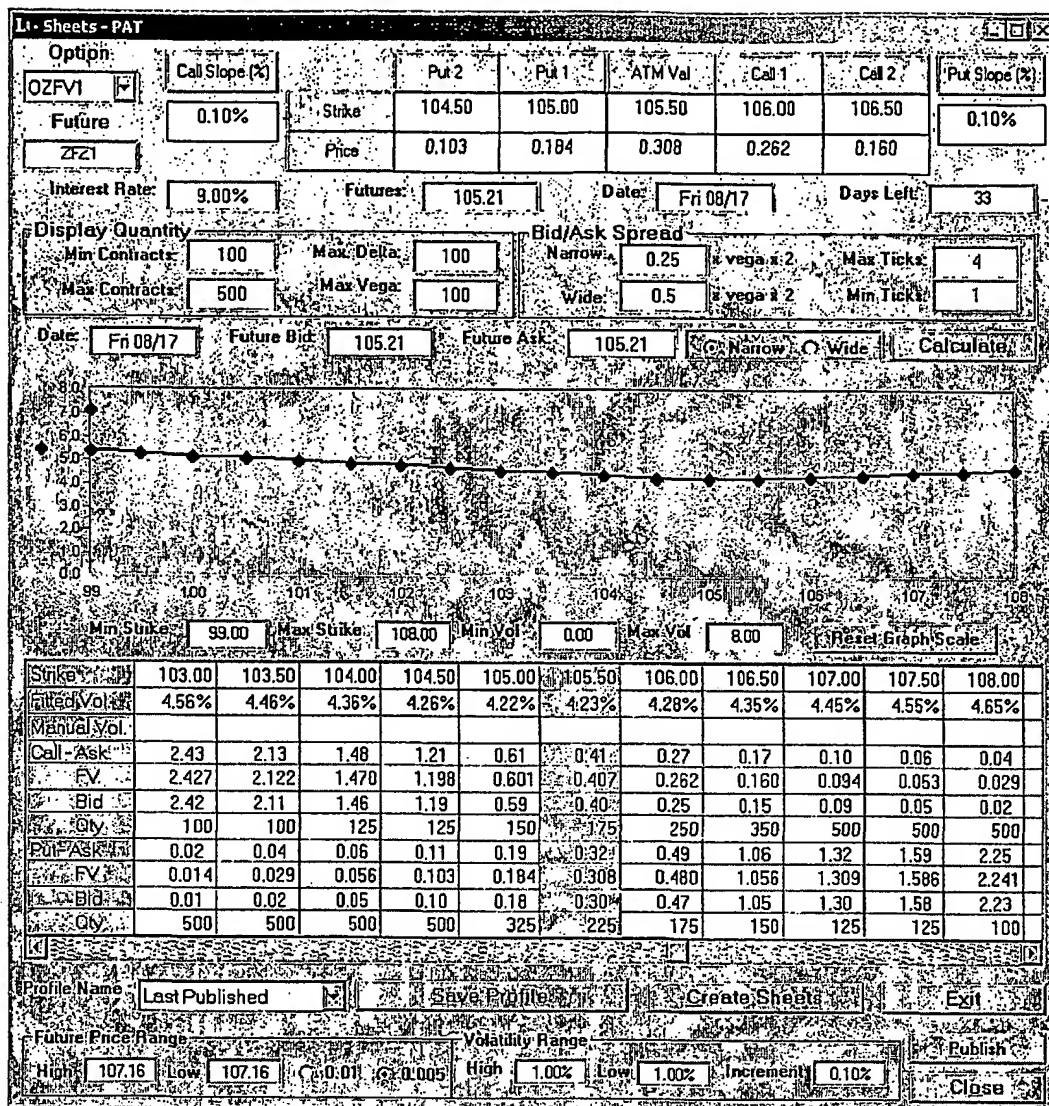 Li - Sheets - PAT
Option
OZFV1
Future
ZFZ1
Call Slope (%)
0.10%
Put 2 Put 1 ATM Val Call 1 Call 2
Strike 104.50 105.00 105.50 106.00 106.50
Price 0.103 0.184 0.308 0.262 0.160
Put Slope (%)
0.10%
Interest Rate: 9.00% Futures: 105.21 Date: Fri 08/17 Days Left: 33
Display Quantity
Min Contracts: 100 Max. Delta: 100
Max Contracts: 500 Max Vega: 100
Bid/Ask Spread
Narrow: 0.25 x vega x 2 Max Ticks: 4
Wide: 0.5 x vega x 2 Min Ticks: 1
Date: Fri 08/17 Future Bid: 105.21 Future Ask: 105.21 Narrow Wide Calculate
8.0
7.0
6.0
5.0
4.0
3.0
2.0
1.0
0.0
99 100 101 102 103 104 105 106 107 108
Min Strike: 99.00 Max Strike: 108.00 Min Vol 0.00 Max Vol 8.00 Reset Graph Scale
Strike 103.00 103.50 104.00 104.50 105.00 105.50 106.00 106.50 107.00 107.50 108.00
Fitted Vol. 4.56% 4.46% 4.36% 4.26% 4.22% 4.23% 4.28% 4.35% 4.45% 4.55% 4.65%
Manual Vol.
Call - Ask 2.43 2.13 1.48 1.21 0.61 0.41 0.27 0.17 0.10 0.06 0.04
FV 2.427 2.122 1.470 1.198 0.601 0.407 0.262 0.160 0.094 0.053 0.029
Bid 2.42 2.11 1.46 1.19 0.59 0.40 0.25 0.15 0.09 0.05 0.02
Qty 100 100 125 125 150 175 250 350 500 500 500
Put - Ask 0.02 0.04 0.06 0.11 0.19 0.32 0.49 1.06 1.32 1.59 2.25
FV 0.014 0.029 0.056 0.103 0.184 0.308 0.480 1.056 1.309 1.586 2.241
Bid 0.01 0.02 0.05 0.10 0.18 0.30 0.47 1.05 1.30 1.58 2.23
Qty 500 500 500 500 325 225 175 150 125 125 100
Profile Name Last Published Save Profile Create Sheets Exit
Future Price Range
High 107.16 Low 107.16 0.01 0.005
Volatility Range
High 1.00% Low 1.00% Increment 0.10%
Publish
Close